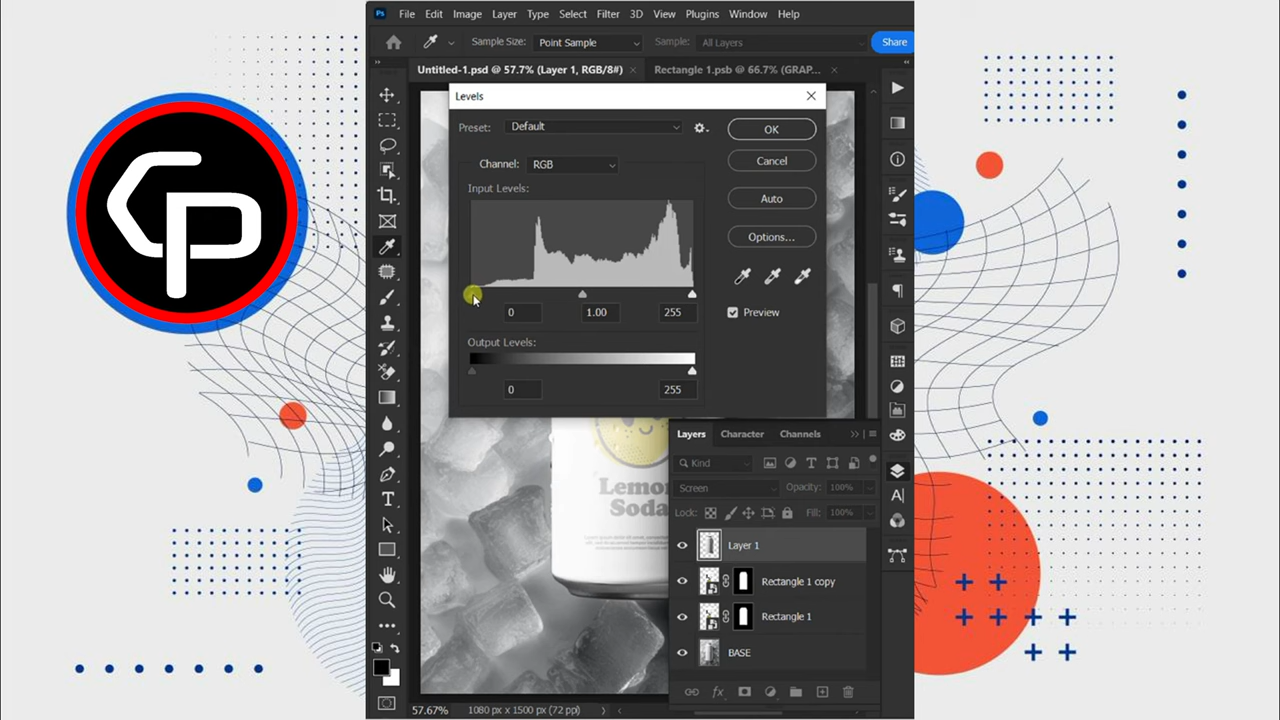 CP
Ps File Edit Image Layer Type Select Filter 3D View Plugins Window Help
Sample Size: Point Sample Sample: All Layers Share
Untitled-1.psd @ 57.7% (Layer 1, RGB/8#) × Rectangle 1.psb @ 66.7% (GRAP... ×
Levels
Preset: Default
OK
Channel: RGB
Cancel
Input Levels:
Auto
Options...
0 1.00 255
Preview
Output Levels:
0 255
Layers Character Channels
Kind
Screen Opacity: 100%
Lock: Fill: 100%
Lemon
Soda
Layer 1
Rectangle 1 copy
Rectangle 1
BASE
57.67% 1080 px x 1500 px (72 ppi)